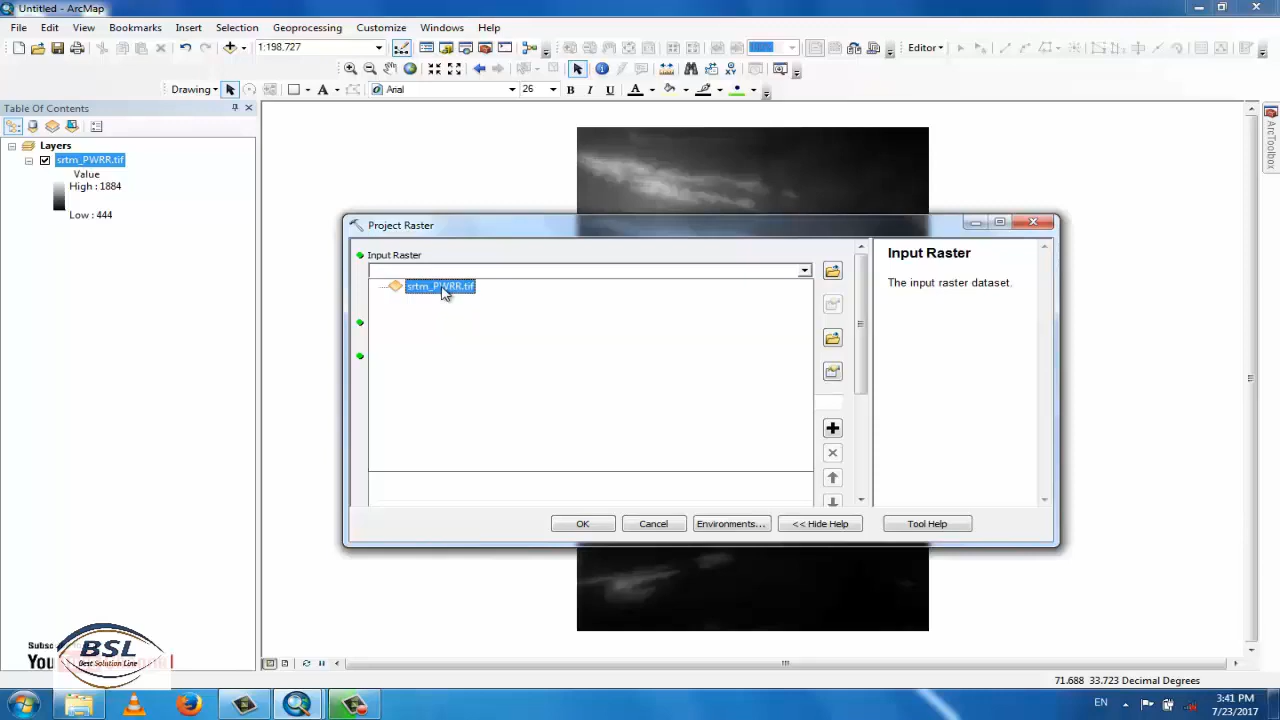 Untitled - ArcMap
File Edit View Bookmarks Insert Selection Geoprocessing Customize Windows Help
1:198.727
Editor
Drawing
A Arial 26 B I U A
Table Of Contents
Layers
srtm_PWRR.tif
Value
High : 1884
Low : 444
ArcToolbox
Project Raster
Input Raster
srtm_PWRR.tif
Input Raster
The input raster dataset.
OK Cancel Environments... << Hide Help Tool Help
Subs
You
BSL
Best Solution Line
71.688 33.723 Decimal Degrees
EN
3:41 PM
7/23/2017